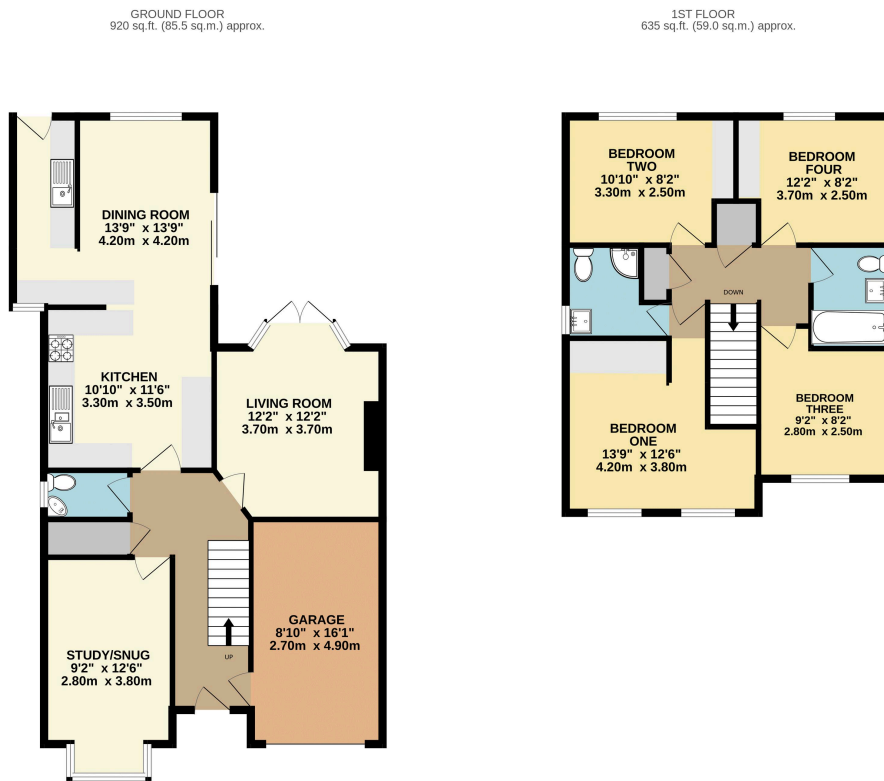 GROUND FLOOR
920 sq.ft. (85.5 sq.m.) approx.
DINING ROOM
13'9" x 13'9"
4.20m x 4.20m
KITCHEN
10'10" x 11'6"
3.30m x 3.50m
LIVING ROOM
12'2" x 12'2"
3.70m x 3.70m
STUDY/SNUG
9'2" x 12'6"
2.80m x 3.80m
UP
GARAGE
8'10" x 16'1"
2.70m x 4.90m
1ST FLOOR
635 sq.ft. (59.0 sq.m.) approx.
BEDROOM
TWO
10'10" x 8'2"
3.30m x 2.50m
BEDROOM
FOUR
12'2" x 8'2"
3.70m x 2.50m
DOWN
BEDROOM
ONE
13'9" x 12'6"
4.20m x 3.80m
BEDROOM
THREE
9'2" x 8'2"
2.80m x 2.50m